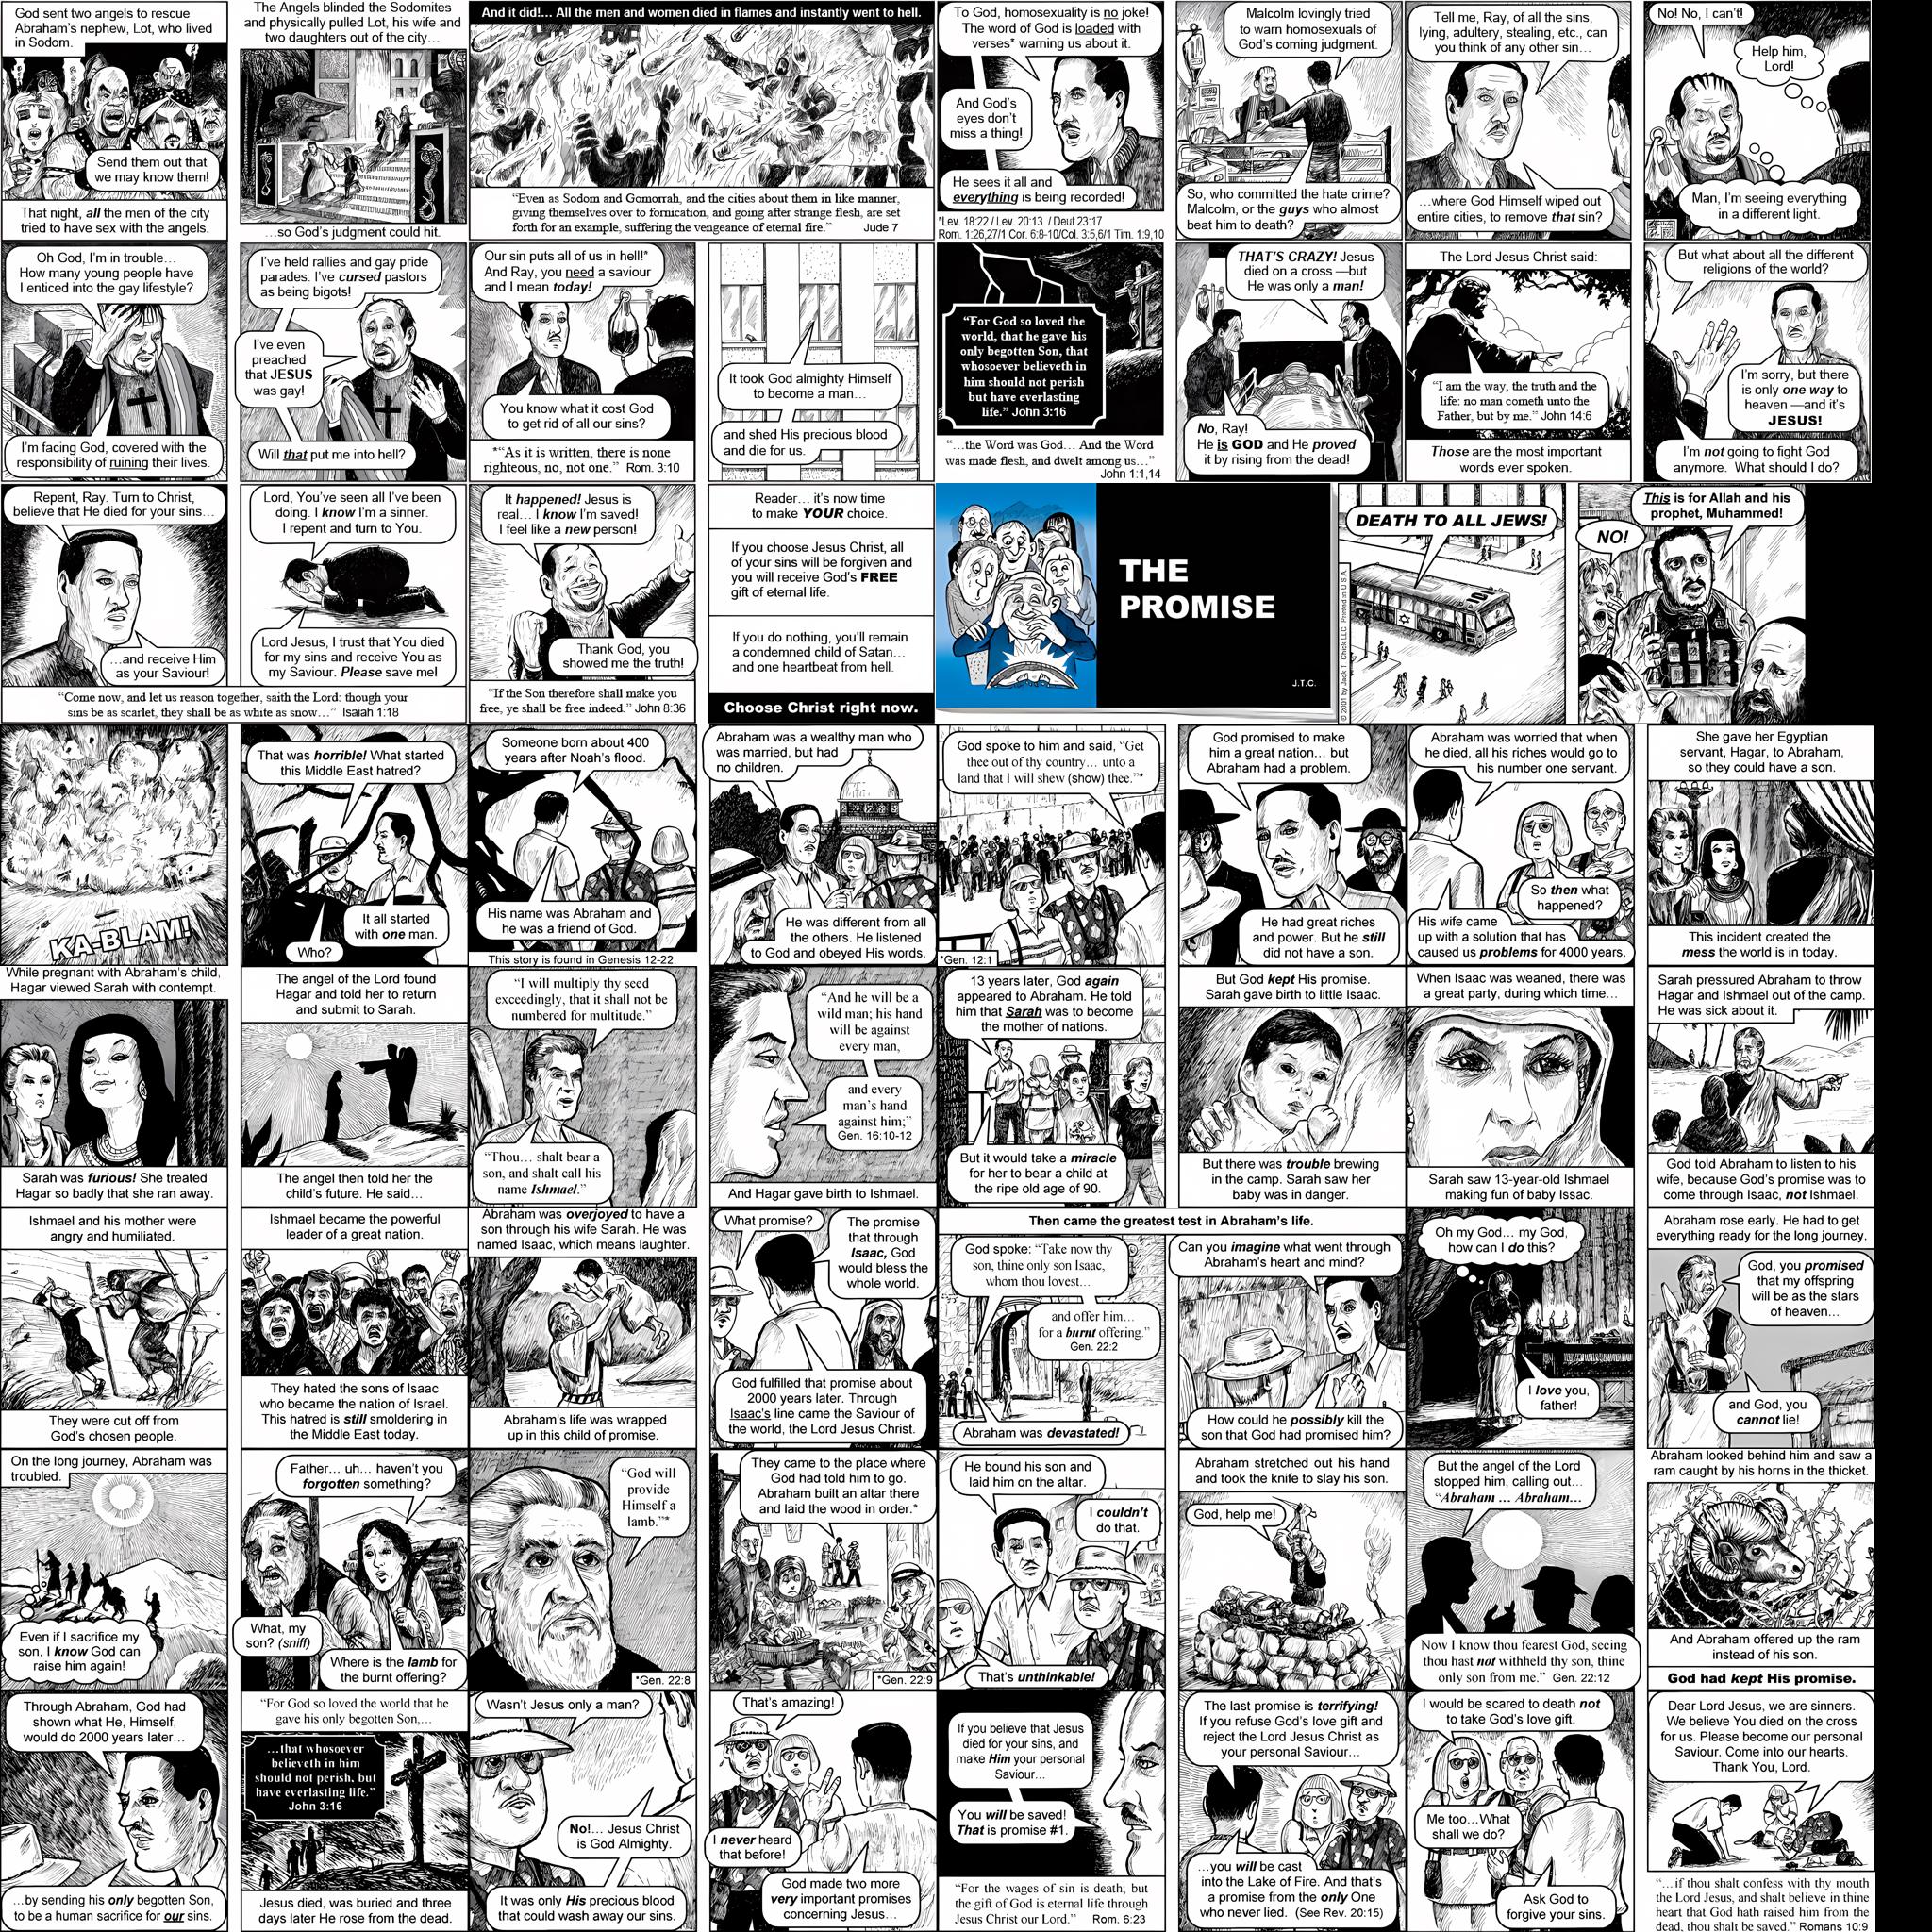 God sent two angels to rescue
Abraham's nephew, Lot, who lived
in Sodom.
Send them out that
we may know them!
That night, all the men of the city
tried to have sex with the angels.
The Angels blinded the Sodomites
and physically pulled Lot, his wife and
two daughters out of the city…
…so God's judgment could hit.
And it did!… All the men and women died in flames and instantly went to hell.
“Even as Sodom and Gomorrah, and the cities about them in like manner,
giving themselves over to fornication, and going after strange flesh, are set
forth for an example, suffering the vengeance of eternal fire.” Jude 7
To God, homosexuality is no joke!
The word of God is loaded with
verses* warning us about it.
And God's
eyes don't
miss a thing!
He sees it all and
everything is being recorded!
*Lev. 18:22 / Lev. 20:13 / Deut 23:17
Rom. 1:26,27/1 Cor. 6:8-10/Col. 3:5,6/1 Tim. 1:9,10
Malcolm lovingly tried
to warn homosexuals of
God's coming judgment.
So, who committed the hate crime?
Malcolm, or the guys who almost
beat him to death?
Tell me, Ray, of all the sins,
lying, adultery, stealing, etc., can
you think of any other sin…
…where God Himself wiped out
entire cities, to remove that sin?
No! No, I can't!
Help him,
Lord!
Man, I'm seeing everything
in a different light.
Oh God, I'm in trouble…
How many young people have
I enticed into the gay lifestyle?
I'm facing God, covered with the
responsibility of ruining their lives.
I've held rallies and gay pride
parades. I've cursed pastors
as being bigots!
I've even
preached
that JESUS
was gay!
Will that put me into hell?
Our sin puts all of us in hell!*
And Ray, you need a saviour
and I mean today!
You know what it cost God
to get rid of all our sins?
*“As it is written, there is none
righteous, no, not one.” Rom. 3:10
It took God almighty Himself
to become a man…
and shed His precious blood
and die for us.
“For God so loved the
world, that he gave his
only begotten Son, that
whosoever believeth in
him should not perish
but have everlasting
life.” John 3:16
“…the Word was God… And the Word
was made flesh, and dwelt among us…”
John 1:1,14
THAT'S CRAZY! Jesus
died on a cross —but
He was only a man!
No, Ray!
He is GOD and He proved
it by rising from the dead!
The Lord Jesus Christ said:
“I am the way, the truth and the
life: no man cometh unto the
Father, but by me.” John 14:6
Those are the most important
words ever spoken.
But what about all the different
religions of the world?
I'm sorry, but there
is only one way to
heaven —and it's
JESUS!
I'm not going to fight God
anymore. What should I do?
Repent, Ray. Turn to Christ,
believe that He died for your sins…
…and receive Him
as your Saviour!
Lord, You've seen all I've been
doing. I know I'm a sinner.
I repent and turn to You.
Lord Jesus, I trust that You died
for my sins and receive You as
my Saviour. Please save me!
“Come now, and let us reason together, saith the Lord: though your
sins be as scarlet, they shall be as white as snow…” Isaiah 1:18
It happened! Jesus is
real… I know I'm saved!
I feel like a new person!
Thank God, you
showed me the truth!
“If the Son therefore shall make you
free, ye shall be free indeed.” John 8:36
Reader… it's now time
to make YOUR choice.
If you choose Jesus Christ, all
of your sins will be forgiven and
you will receive God's FREE
gift of eternal life.
If you do nothing, you'll remain
a condemned child of Satan…
and one heartbeat from hell.
Choose Christ right now.
THE
PROMISE
J.T.C.
DEATH TO ALL JEWS!
© 2001 by Jack T. Chick LLC Printed in U.S.A.
This is for Allah and his
prophet, Muhammed!
NO!
KA-BLAM!
That was horrible! What started
this Middle East hatred?
It all started
with one man.
Who?
Someone born about 400
years after Noah's flood.
His name was Abraham and
he was a friend of God.
This story is found in Genesis 12-22.
Abraham was a wealthy man who
was married, but had
no children.
He was different from all
the others. He listened
to God and obeyed His words.
God spoke to him and said, “Get
thee out of thy country… unto a
land that I will shew (show) thee.”*
*Gen. 12:1
God promised to make
him a great nation… but
Abraham had a problem.
He had great riches
and power. But he still
did not have a son.
Abraham was worried that when
he died, all his riches would go to
his number one servant.
So then what
happened?
His wife came
up with a solution that has
caused us problems for 4000 years.
She gave her Egyptian
servant, Hagar, to Abraham,
so they could have a son.
This incident created the
mess the world is in today.
While pregnant with Abraham's child,
Hagar viewed Sarah with contempt.
Sarah was furious! She treated
Hagar so badly that she ran away.
The angel of the Lord found
Hagar and told her to return
and submit to Sarah.
The angel then told her the
child's future. He said…
“I will multiply thy seed
exceedingly, that it shall not be
numbered for multitude.”
“Thou… shalt bear a
son, and shalt call his
name Ishmael.”
“And he will be a
wild man; his hand
will be against
every man,
and every
man's hand
against him;”
Gen. 16:10-12
And Hagar gave birth to Ishmael.
13 years later, God again
appeared to Abraham. He told
him that Sarah was to become
the mother of nations.
But it would take a miracle
for her to bear a child at
the ripe old age of 90.
But God kept His promise.
Sarah gave birth to little Isaac.
But there was trouble brewing
in the camp. Sarah saw her
baby was in danger.
When Isaac was weaned, there was
a great party, during which time…
Sarah saw 13-year-old Ishmael
making fun of baby Issac.
Sarah pressured Abraham to throw
Hagar and Ishmael out of the camp.
He was sick about it.
God told Abraham to listen to his
wife, because God's promise was to
come through Isaac, not Ishmael.
Ishmael and his mother were
angry and humiliated.
They were cut off from
God's chosen people.
Ishmael became the powerful
leader of a great nation.
They hated the sons of Isaac
who became the nation of Israel.
This hatred is still smoldering in
the Middle East today.
Abraham was overjoyed to have a
son through his wife Sarah. He was
named Isaac, which means laughter.
Abraham's life was wrapped
up in this child of promise.
What promise?
The promise
that through
Isaac, God
would bless the
whole world.
God fulfilled that promise about
2000 years later. Through
Isaac's line came the Saviour of
the world, the Lord Jesus Christ.
Then came the greatest test in Abraham's life.
God spoke: “Take now thy
son, thine only son Isaac,
whom thou lovest…
and offer him…
for a burnt offering.”
Gen. 22:2
Abraham was devastated!
Can you imagine what went through
Abraham's heart and mind?
How could he possibly kill the
son that God had promised him?
Oh my God… my God,
how can I do this?
I love you,
father!
Abraham rose early. He had to get
everything ready for the long journey.
God, you promised
that my offspring
will be as the stars
of heaven…
and God, you
cannot lie!
On the long journey, Abraham was
troubled.
Even if I sacrifice my
son, I know God can
raise him again!
Father… uh… haven't you
forgotten something?
What, my
son? (sniff)
Where is the lamb for
the burnt offering?
“God will
provide
Himself a
lamb.”*
*Gen. 22:8
They came to the place where
God had told him to go.
Abraham built an altar there
and laid the wood in order.*
*Gen. 22:9
He bound his son and
laid him on the altar.
I couldn't
do that.
That's unthinkable!
Abraham stretched out his hand
and took the knife to slay his son.
God, help me!
But the angel of the Lord
stopped him, calling out…
“Abraham … Abraham…
Now I know thou fearest God, seeing
thou hast not withheld thy son, thine
only son from me.” Gen. 22:12
Abraham looked behind him and saw a
ram caught by his horns in the thicket.
And Abraham offered up the ram
instead of his son.
God had kept His promise.
Through Abraham, God had
shown what He, Himself,
would do 2000 years later…
…by sending his only begotten Son,
to be a human sacrifice for our sins.
“For God so loved the world that he
gave his only begotten Son,…
…that whosoever
believeth in him
should not perish, but
have everlasting life.”
John 3:16
Jesus died, was buried and three
days later He rose from the dead.
Wasn't Jesus only a man?
No!… Jesus Christ
is God Almighty.
It was only His precious blood
that could wash away our sins.
That's amazing!
I never heard
that before!
God made two more
very important promises
concerning Jesus…
If you believe that Jesus
died for your sins, and
make Him your personal
Saviour…
You will be saved!
That is promise #1.
“For the wages of sin is death; but
the gift of God is eternal life through
Jesus Christ our Lord.” Rom. 6:23
The last promise is terrifying!
If you refuse God's love gift and
reject the Lord Jesus Christ as
your personal Saviour…
…you will be cast
into the Lake of Fire. And that's
a promise from the only One
who never lied. (See Rev. 20:15)
I would be scared to death not
to take God's love gift.
Me too…What
shall we do?
Ask God to
forgive your sins.
Dear Lord Jesus, we are sinners.
We believe You died on the cross
for us. Please become our personal
Saviour. Come into our hearts.
Thank You, Lord.
“…if thou shalt confess with thy mouth
the Lord Jesus, and shalt believe in thine
heart that God hath raised him from the
dead, thou shalt be saved.” Romans 10: